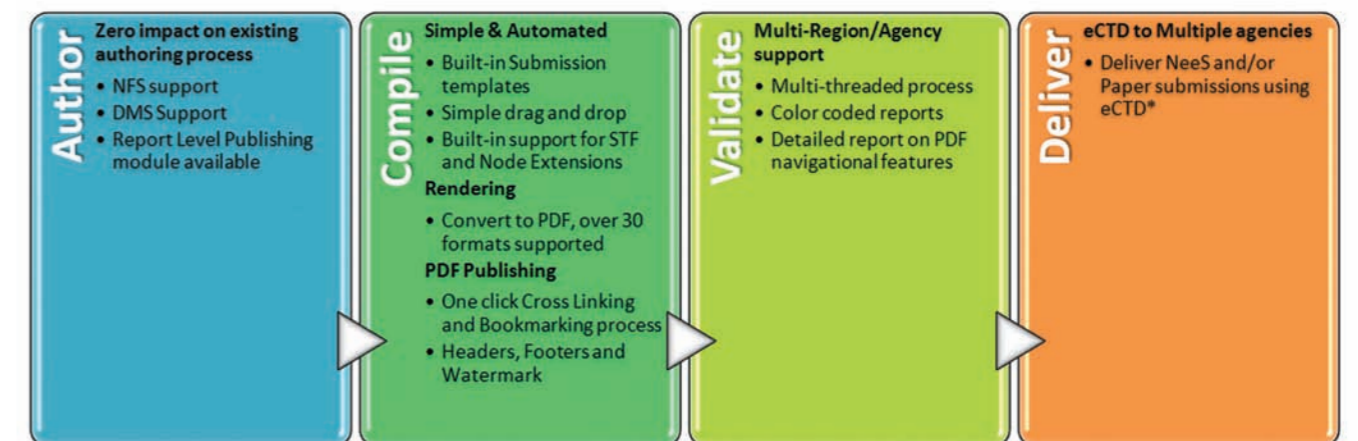 Author
Zero impact on existing
authoring process
• NFS support
• DMS Support
• Report Level Publishing
module available
Compile
Simple & Automated
• Built-in Submission
templates
• Simple drag and drop
• Built-in support for STF
and Node Extensions
Rendering
• Convert to PDF, over 30
formats supported
PDF Publishing
• One click Cross Linking
and Bookmarking process
• Headers, Footers and
Watermark
Validate
Multi-Region/Agency
support
• Multi-threaded process
• Color coded reports
• Detailed report on PDF
navigational features
Deliver
eCTD to Multiple agencies
• Deliver NeeS and/or
Paper submissions using
eCTD*